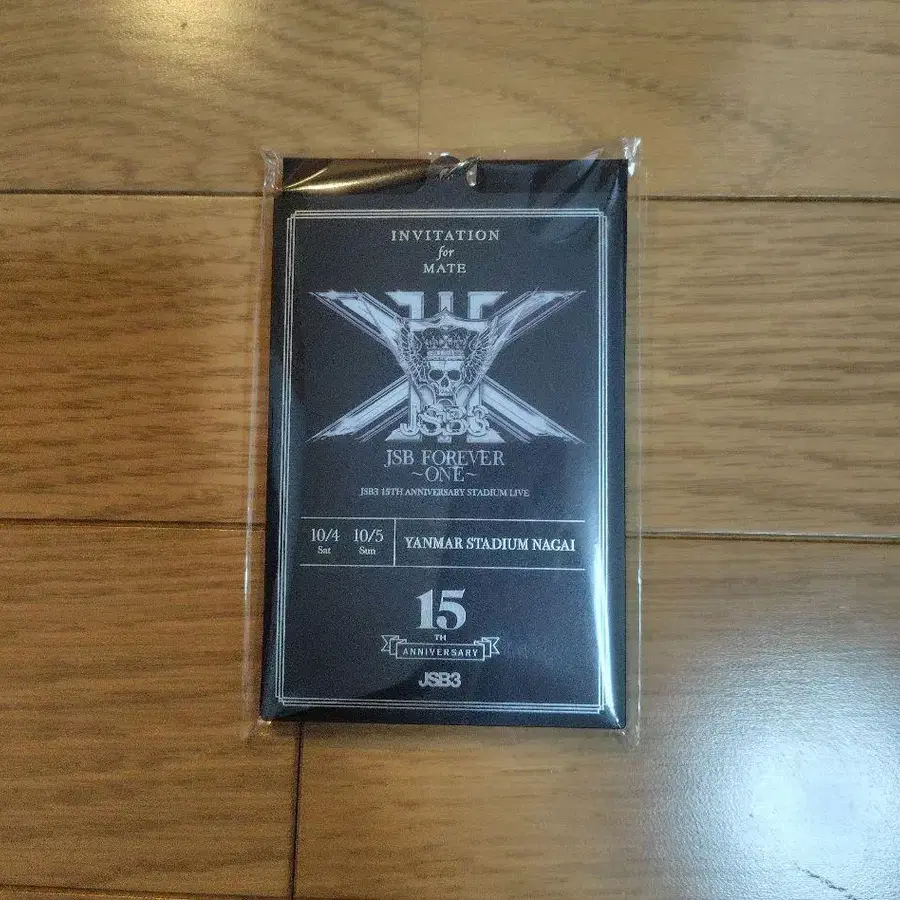 INVITATION
for
MATE
JSB3
JSB FOREVER
~ONE~
JSB3 15TH ANNIVERSARY STADIUM LIVE
10/4 10/5 YANMAR STADIUM NAGAI
Sat Sun
15
TH
ANNIVERSARY
JSB3